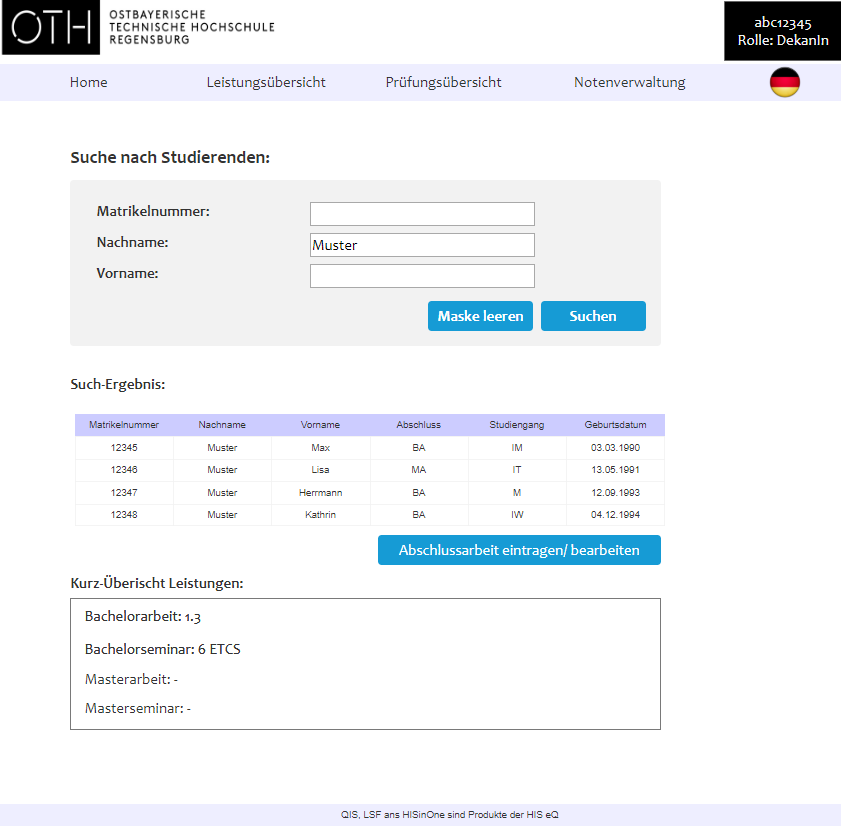 OTH OSTBAYERISCHE
TECHNISCHE HOCHSCHULE
REGENSBURG
abc12345
Rolle: DekanIn
Home Leistungsübersicht Prüfungsübersicht Notenverwaltung
Suche nach Studierenden:
Matrikelnummer:
Nachname: Muster
Vorname:
Maske leeren Suchen
Such-Ergebnis:
Matrikelnummer Nachname Vorname Abschluss Studiengang Geburtsdatum
12345 Muster Max BA IM 03.03.1990
12346 Muster Lisa MA IT 13.05.1991
12347 Muster Herrmann BA M 12.09.1993
12348 Muster Kathrin BA IW 04.12.1994
Abschlussarbeit eintragen/ bearbeiten
Kurz-Überischt Leistungen:
Bachelorarbeit: 1.3
Bachelorseminar: 6 ETCS
Masterarbeit: -
Masterseminar: -
QIS, LSF ans HISinOne sind Produkte der HIS eQ